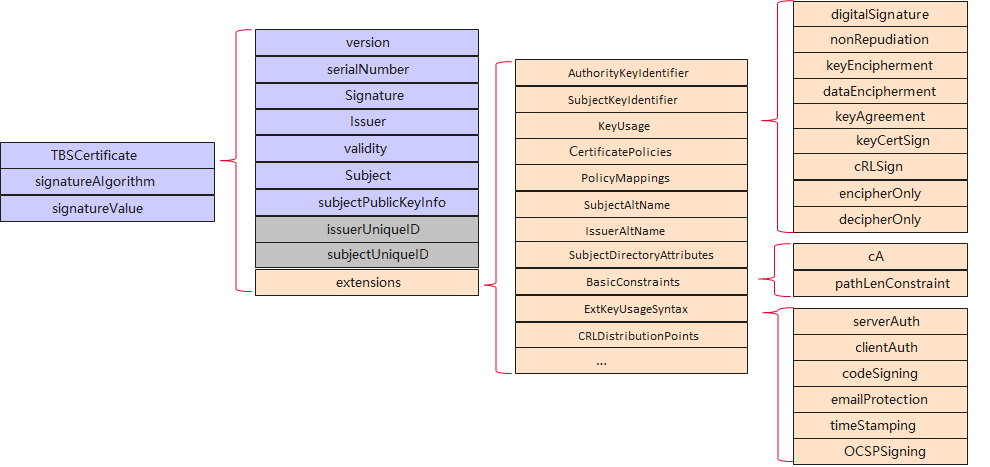 TBSCertificate
signatureAlgorithm
signatureValue
version
serialNumber
Signature
Issuer
validity
Subject
subjectPublicKeyInfo
issuerUniqueID
subjectUniqueID
extensions
AuthorityKeyIdentifier
SubjectKeyIdentifier
KeyUsage
CertificatePolicies
PolicyMappings
SubjectAltName
IssuerAltName
SubjectDirectoryAttributes
BasicConstraints
ExtKeyUsageSyntax
CRLDistributionPoints
...
digitalSignature
nonRepudiation
keyEncipherment
dataEncipherment
keyAgreement
keyCertSign
cRLSign
encipherOnly
decipherOnly
cA
pathLenConstraint
serverAuth
clientAuth
codeSigning
emailProtection
timeStamping
OCSPSigning